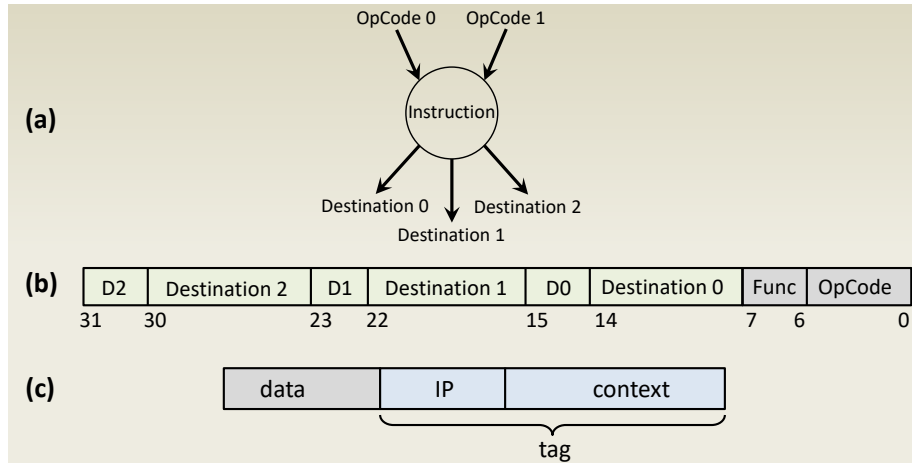 OpCode 0 OpCode 1
(a)
Instruction
Destination 0 Destination 2
Destination 1
(b) D2 Destination 2 D1 Destination 1 D0 Destination 0 Func OpCode
31 30 23 22 15 14 7 6 0
(c) data IP context
tag